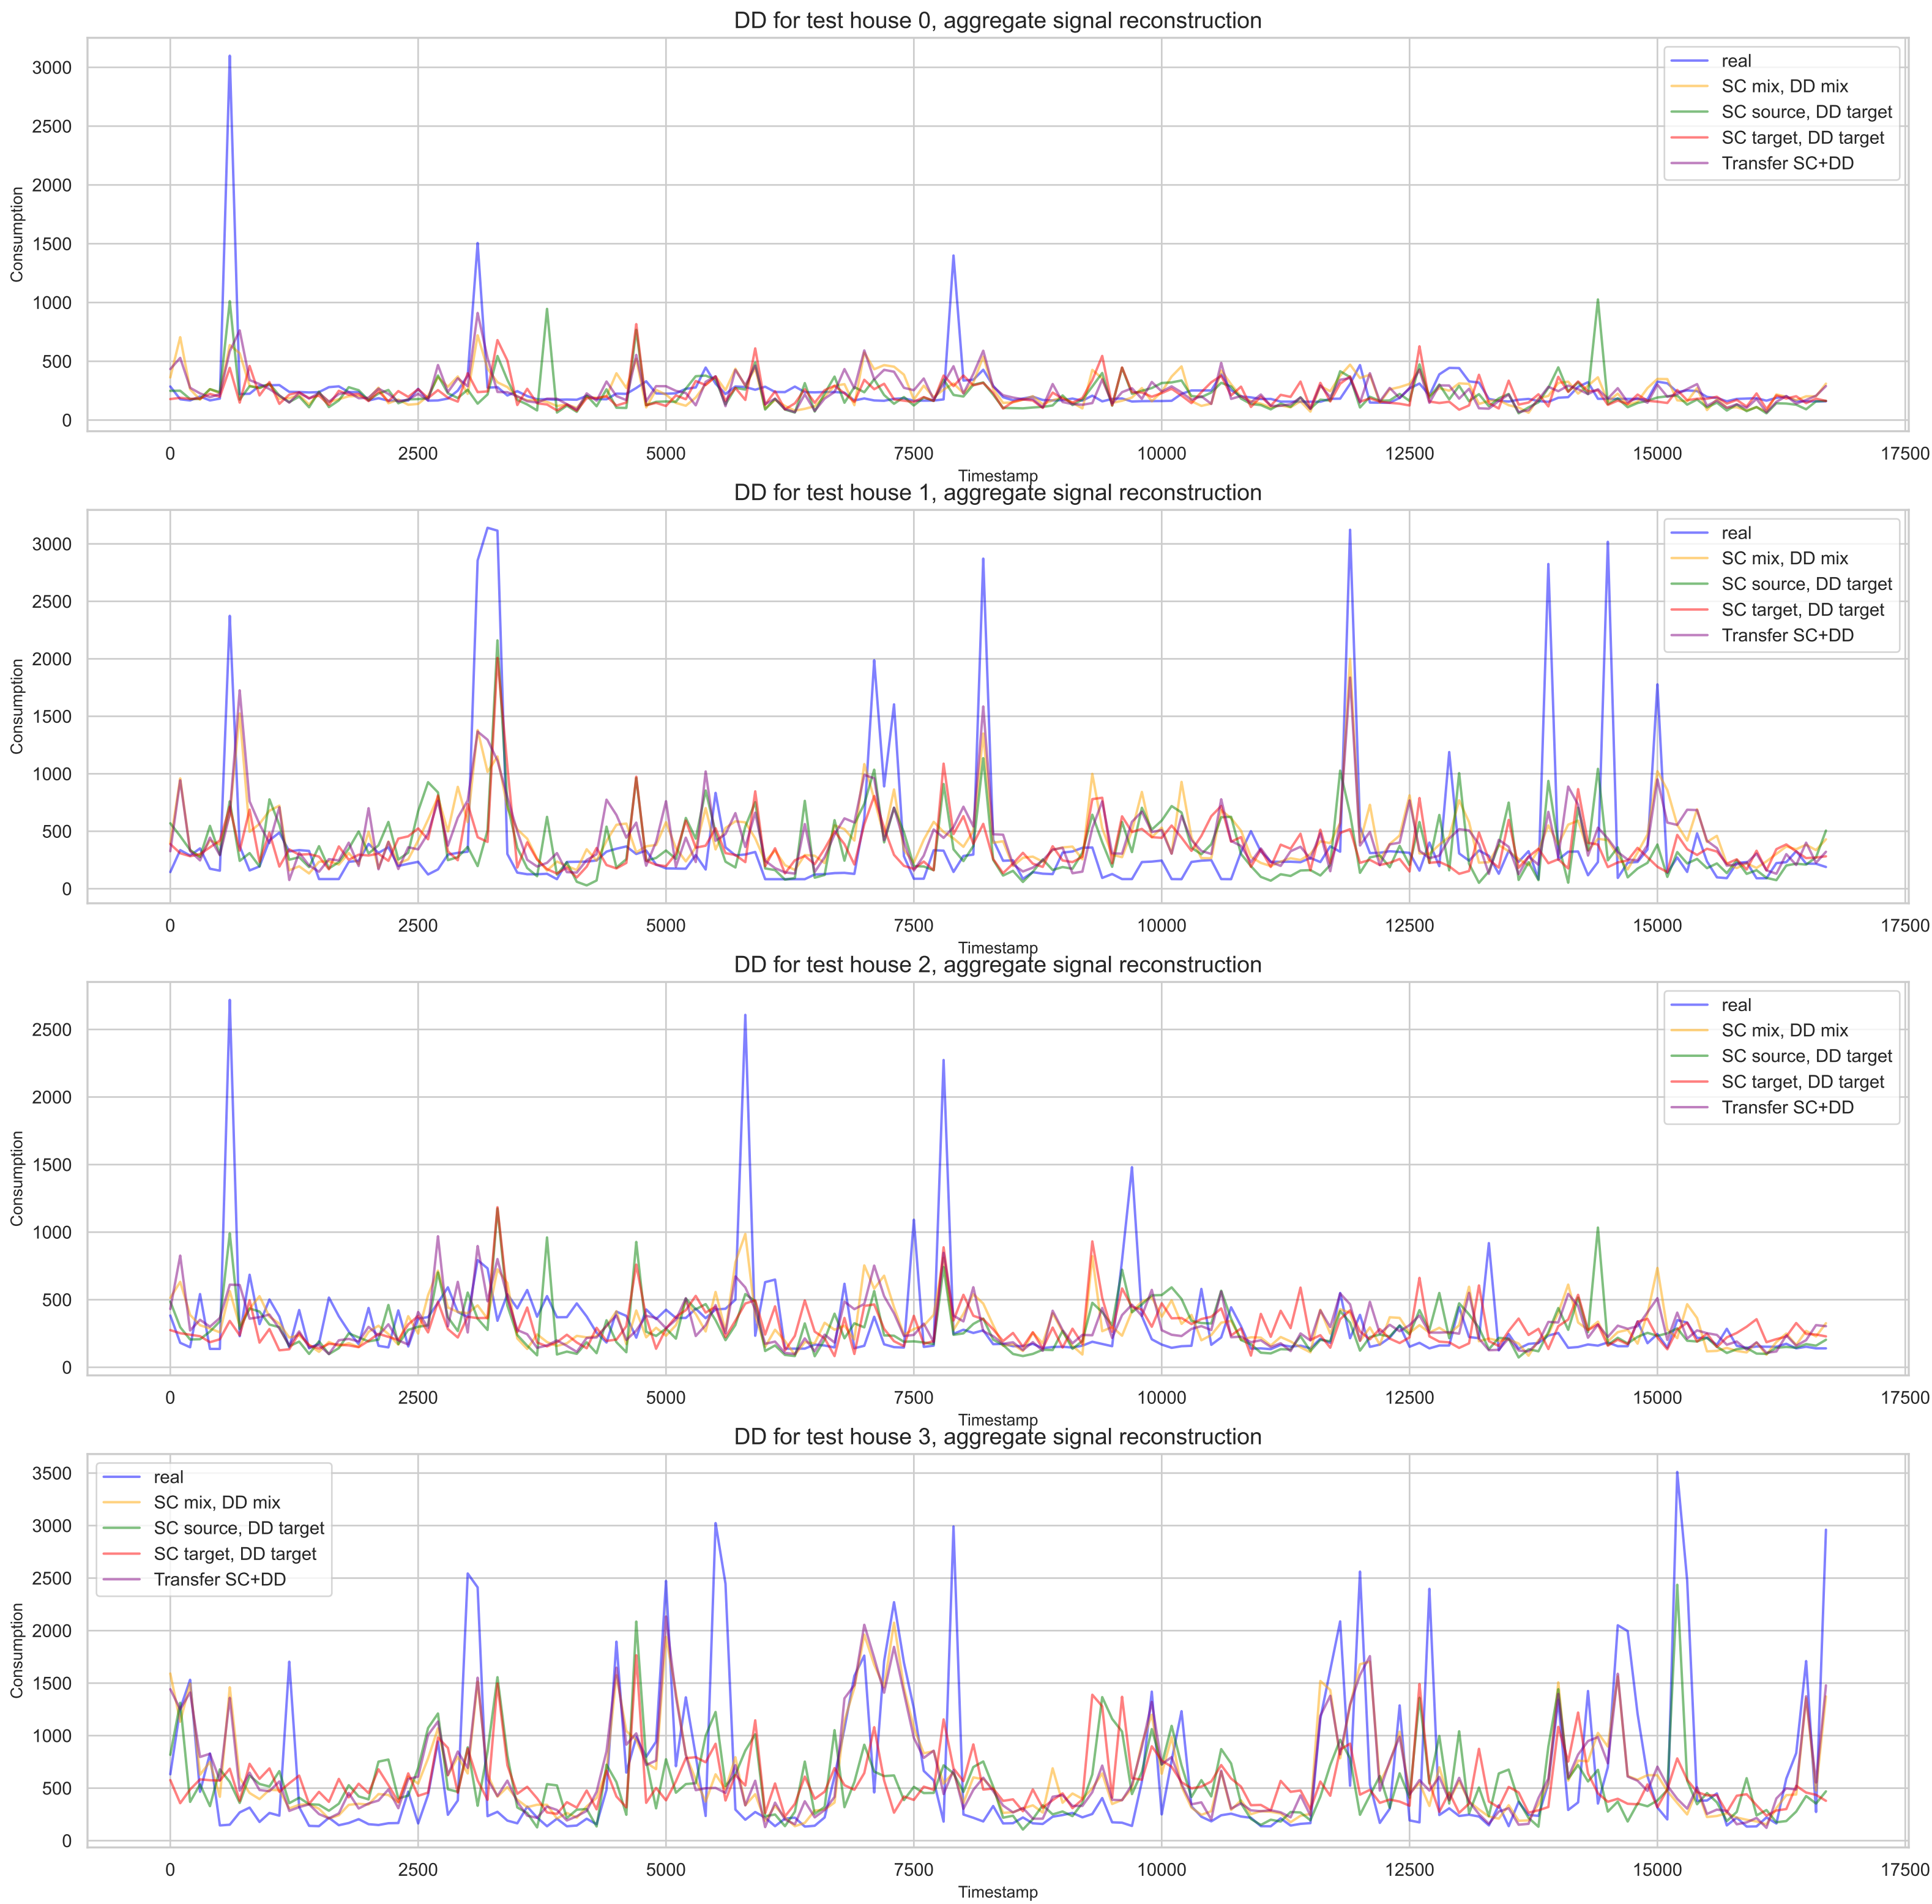 DD for test house 0, aggregate signal reconstruction
3000
2500
2000
1500
1000
500
0
Consumption
real
SC mix, DD mix
SC source, DD target
SC target, DD target
Transfer SC+DD
0 2500 5000 7500 10000 12500 15000 17500
Timestamp
DD for test house 1, aggregate signal reconstruction
3000
2500
2000
1500
1000
500
0
Consumption
real
SC mix, DD mix
SC source, DD target
SC target, DD target
Transfer SC+DD
0 2500 5000 7500 10000 12500 15000 17500
Timestamp
DD for test house 2, aggregate signal reconstruction
2500
2000
1500
1000
500
0
Consumption
real
SC mix, DD mix
SC source, DD target
SC target, DD target
Transfer SC+DD
0 2500 5000 7500 10000 12500 15000 17500
Timestamp
DD for test house 3, aggregate signal reconstruction
3500
3000
2500
2000
1500
1000
500
0
Consumption
real
SC mix, DD mix
SC source, DD target
SC target, DD target
Transfer SC+DD
0 2500 5000 7500 10000 12500 15000 17500
Timestamp